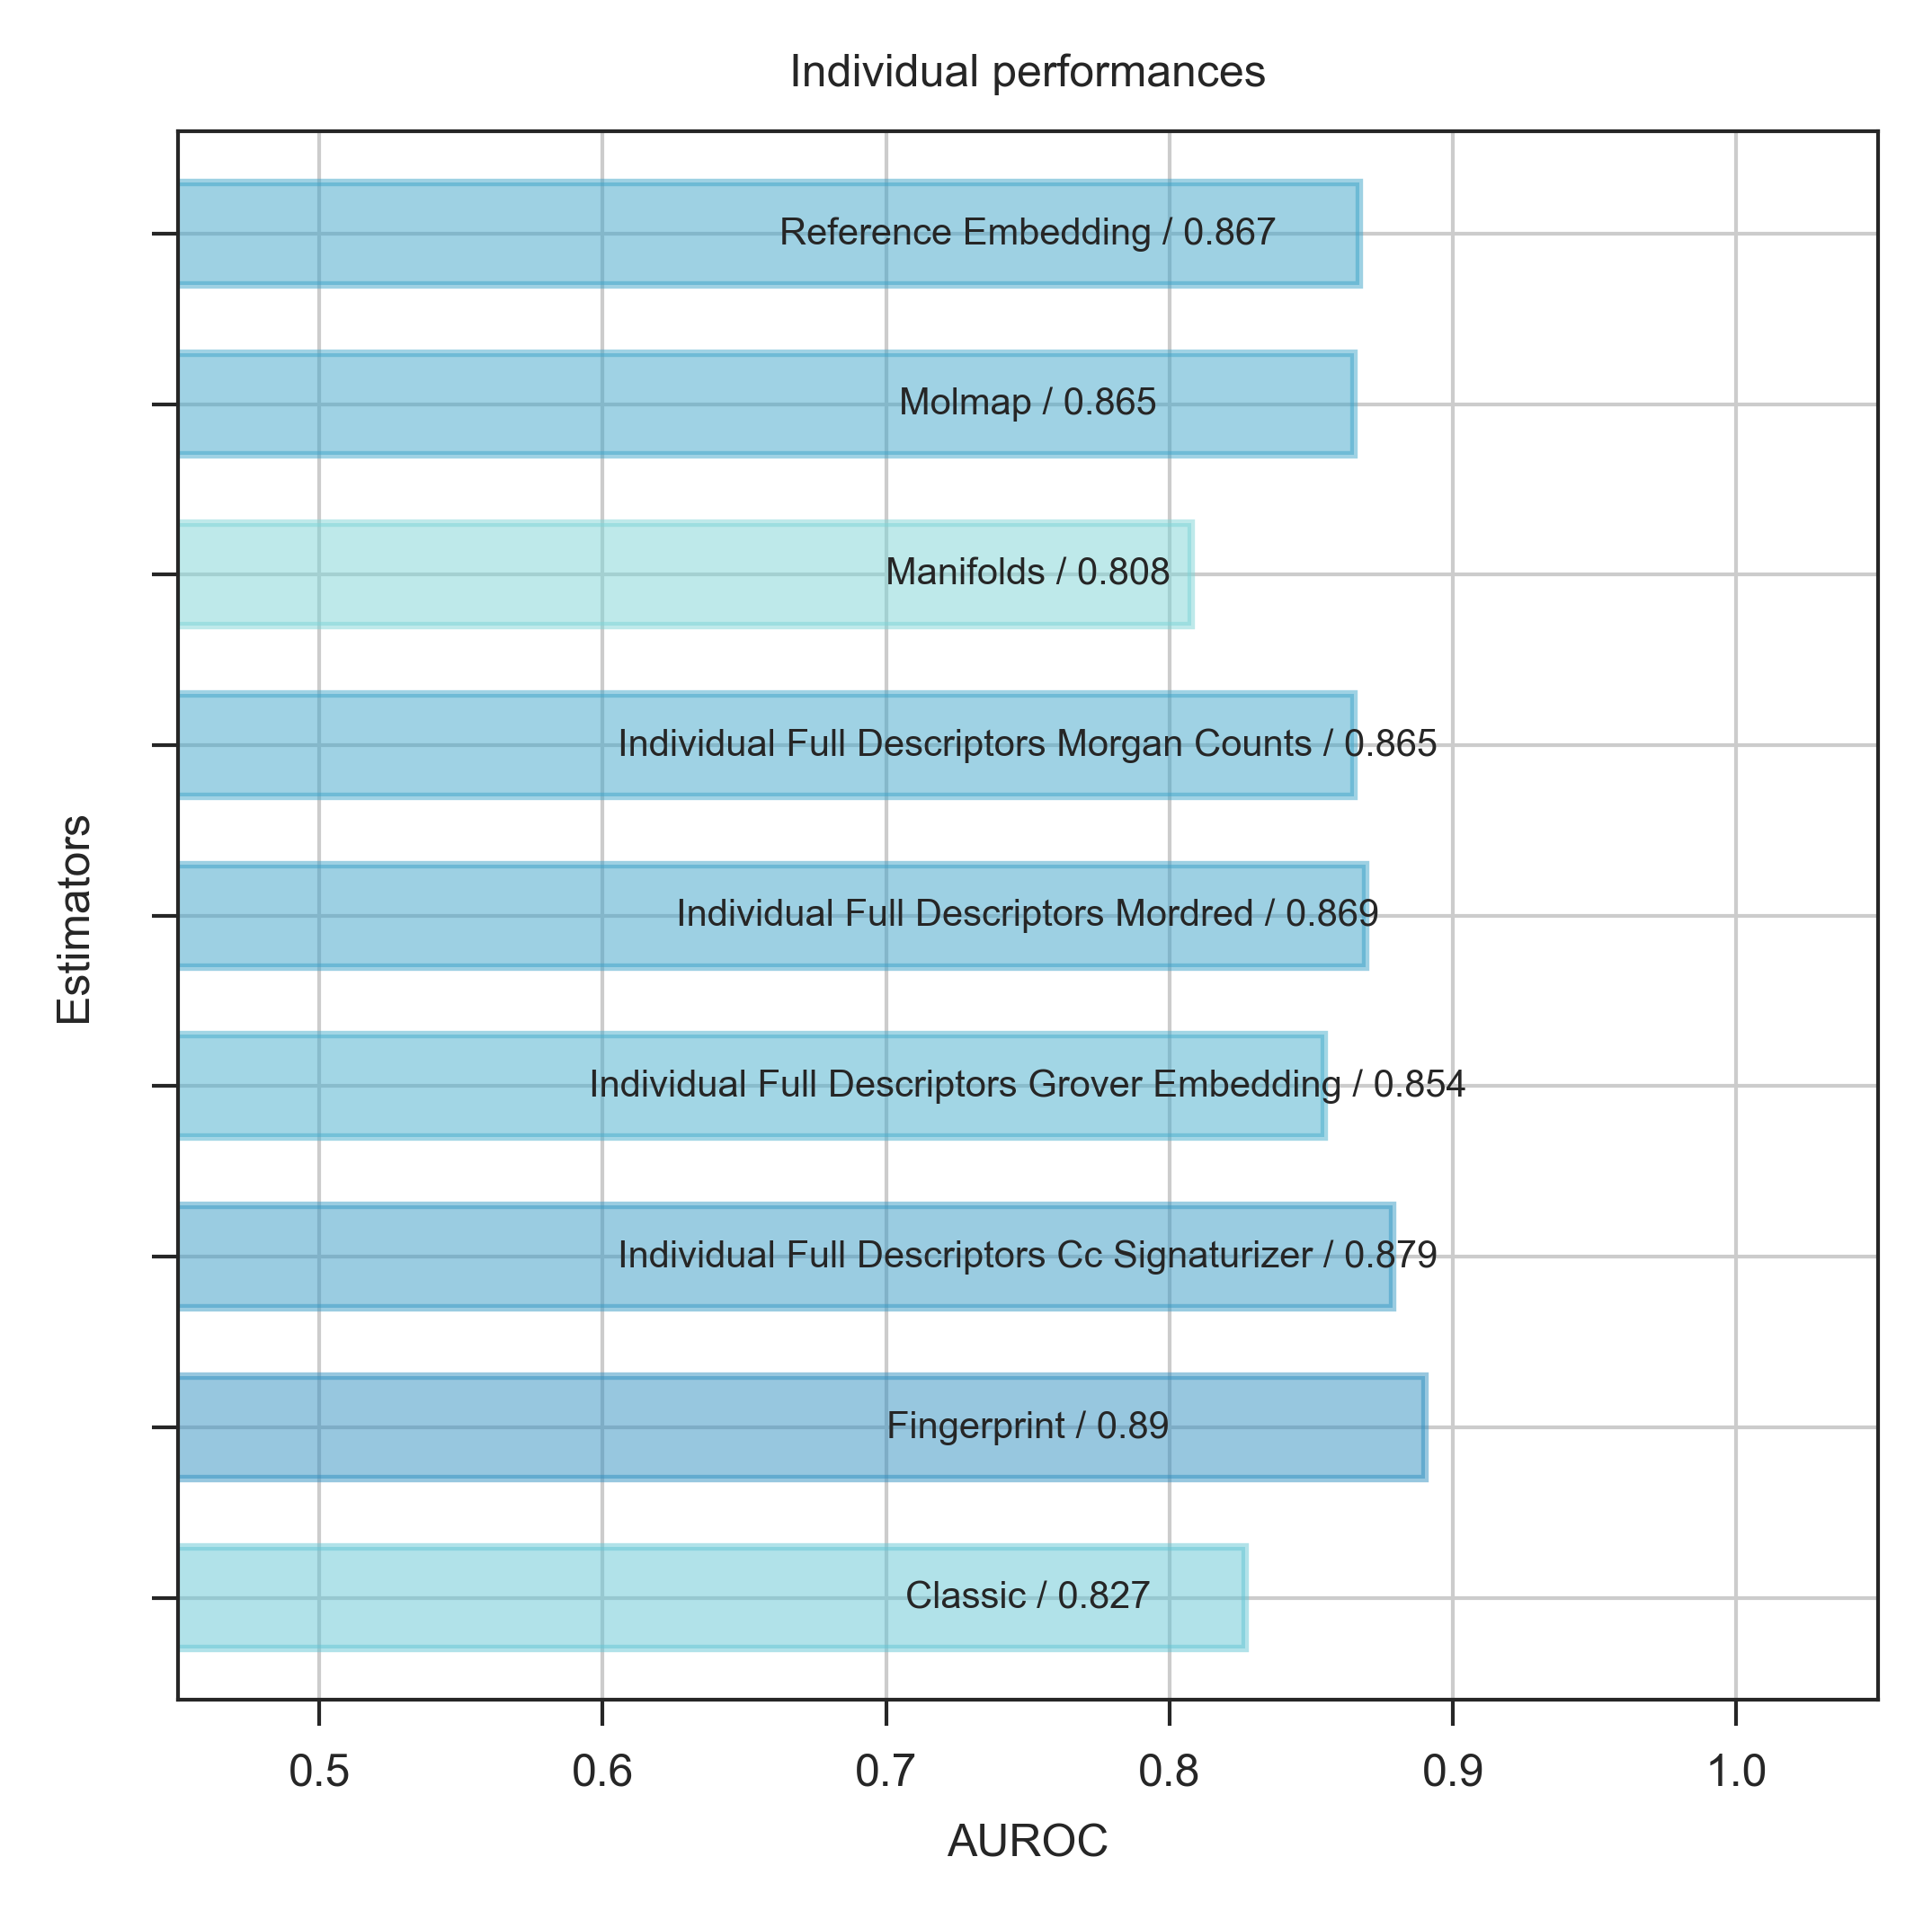 Individual performances
Reference Embedding / 0.867
Molmap / 0.865
Manifolds / 0.808
Individual Full Descriptors Morgan Counts / 0.865
Individual Full Descriptors Mordred / 0.869
Individual Full Descriptors Grover Embedding / 0.854
Individual Full Descriptors Cc Signaturizer / 0.879
Fingerprint / 0.89
Classic / 0.827
Estimators
0.5 0.6 0.7 0.8 0.9 1.0
AUROC